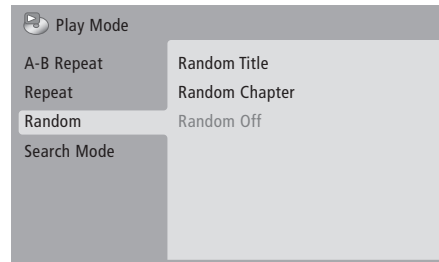 Play Mode
A-B Repeat
Repeat
Random
Search Mode
Random Title
Random Chapter
Random Off